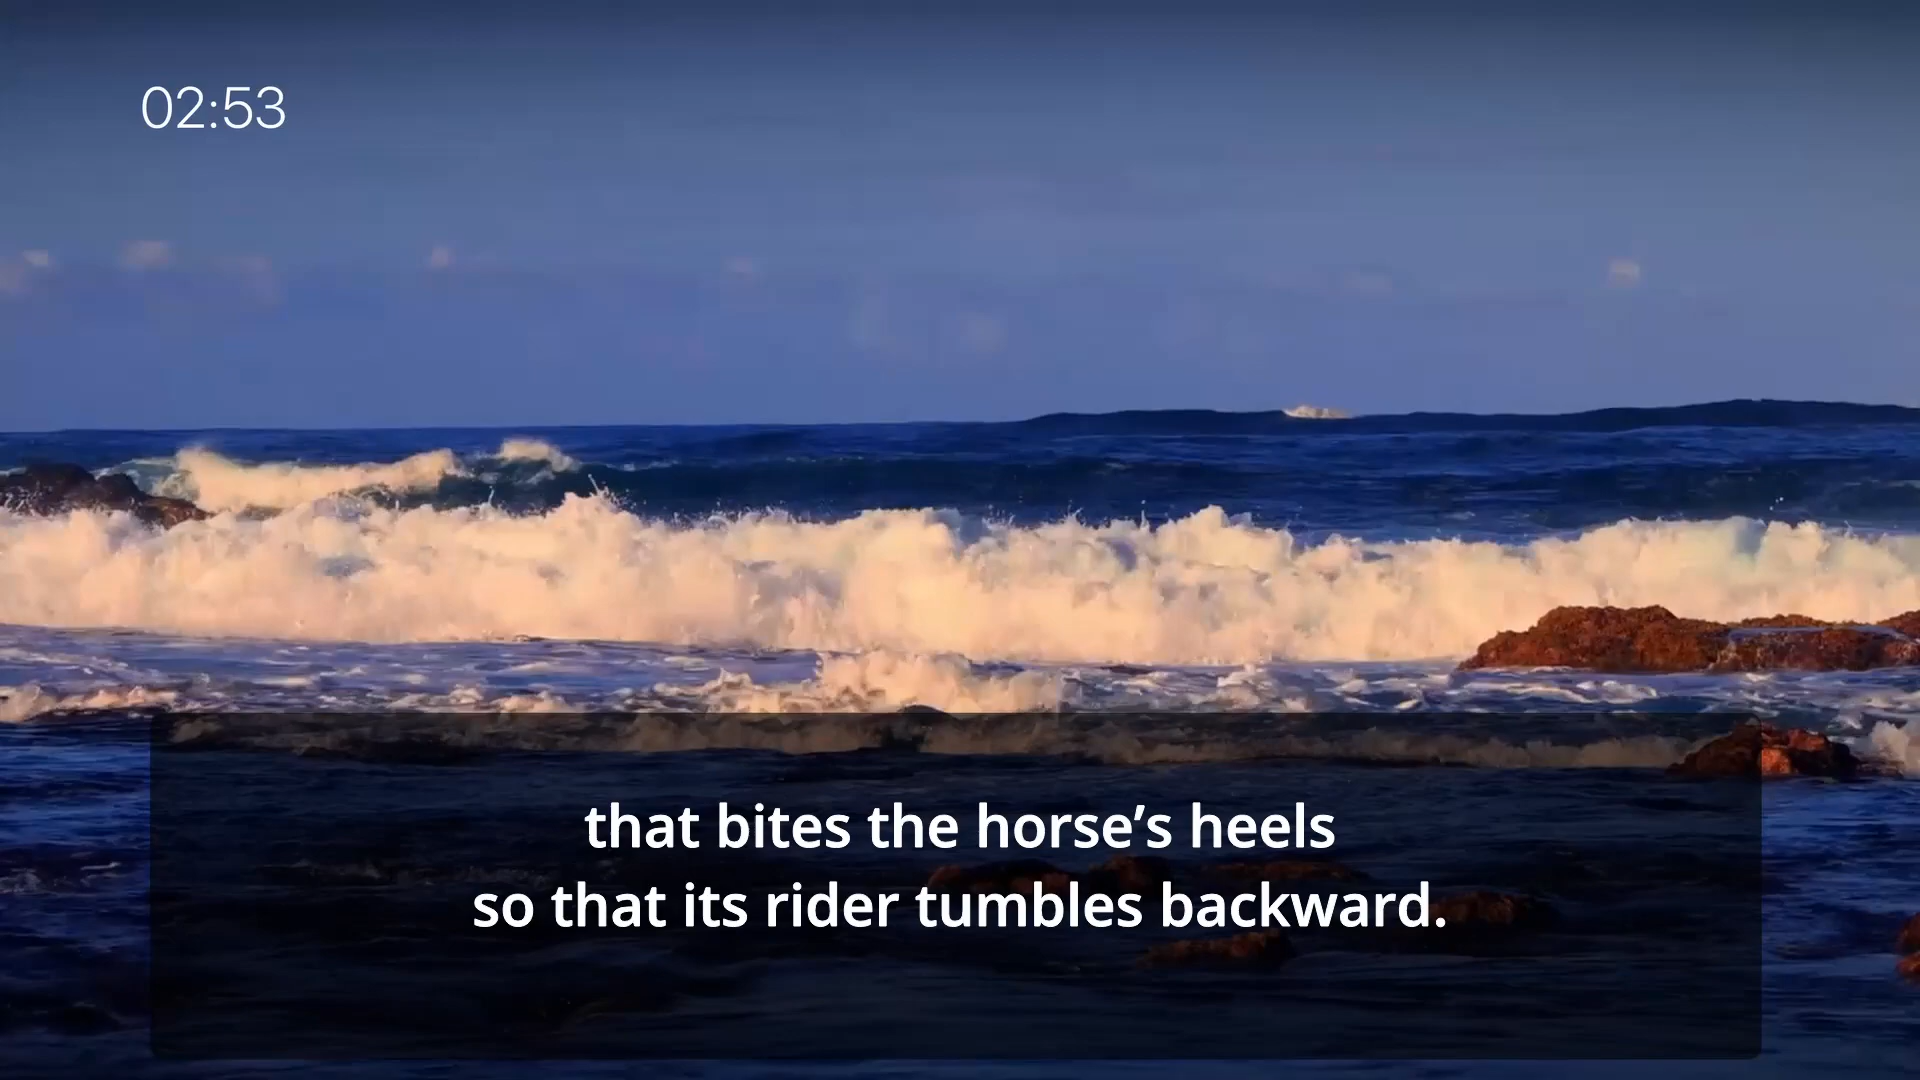 02:53
that bites the horse’s heels
so that its rider tumbles backward.